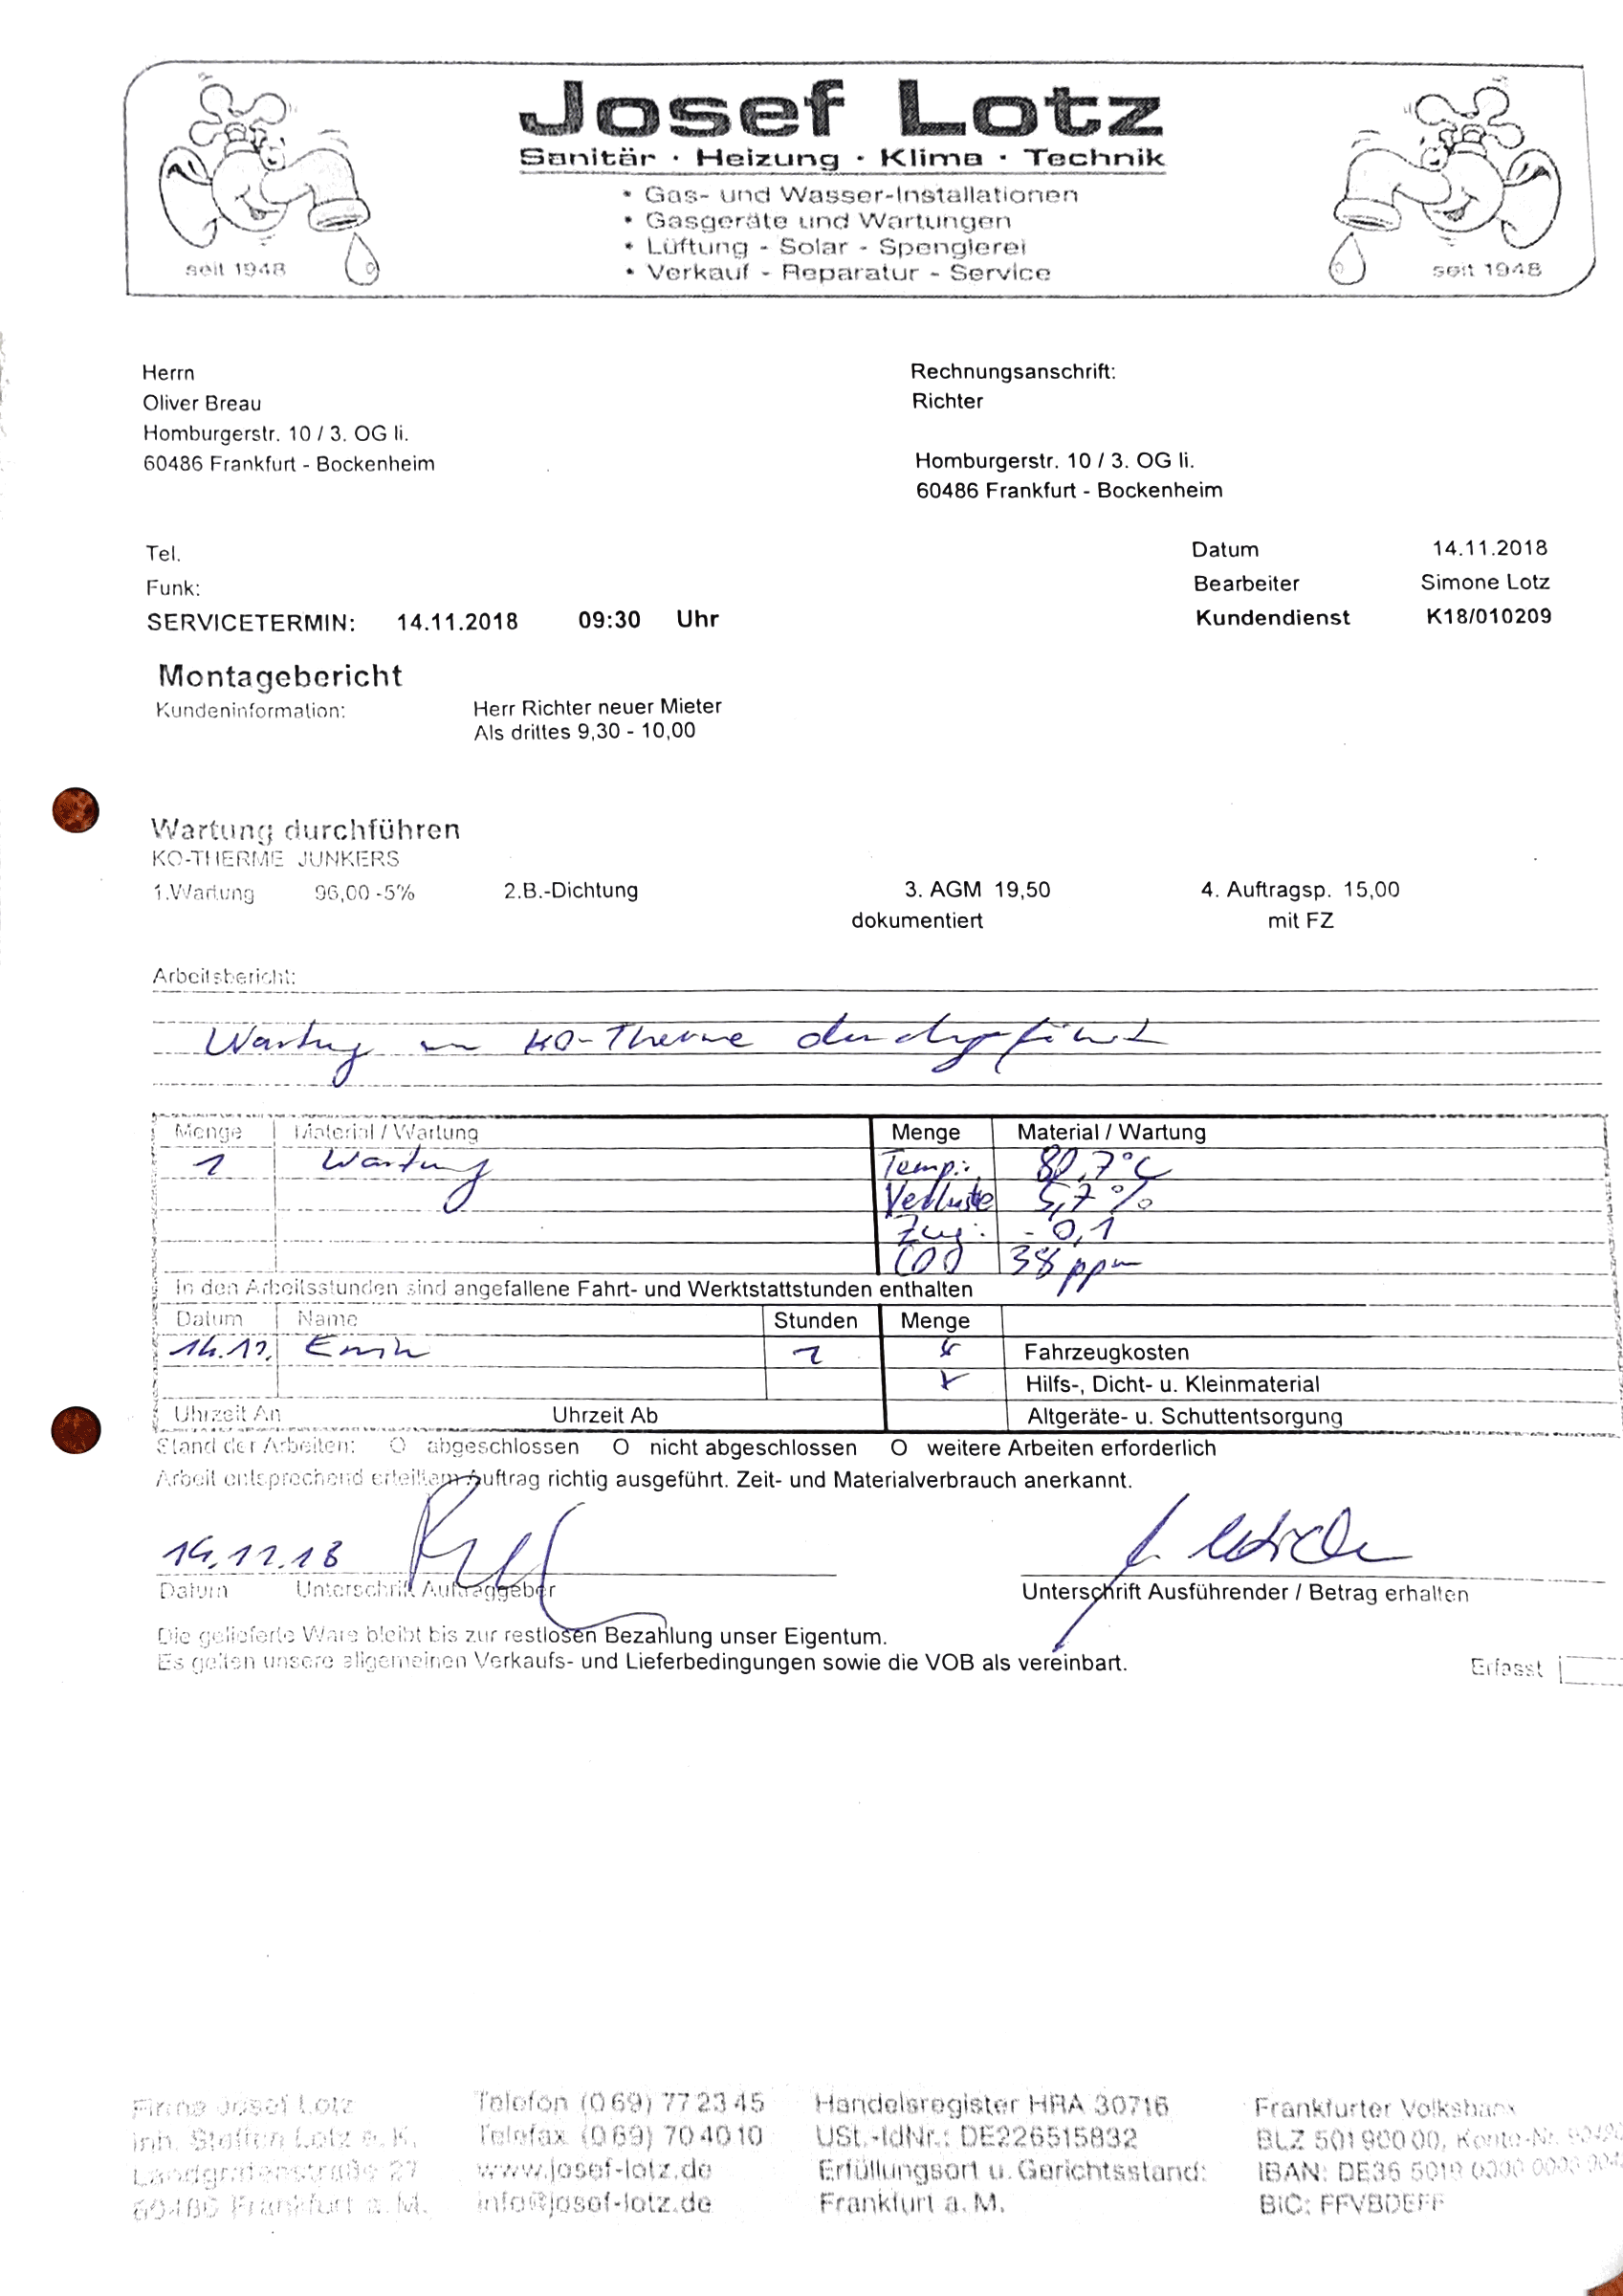 Josef Lotz
Sanitär · Heizung · Klima · Technik
• Gas- und Wasser-Installationen
• Gasgeräte und Wartungen
• Lüftung - Solar - Spenglerei
• Verkauf - Reparatur - Service
seit 1948
seit 1948
Herrn
Oliver Breau
Homburgerstr. 10 / 3. OG li.
60486 Frankfurt - Bockenheim
Rechnungsanschrift:
Richter
Homburgerstr. 10 / 3. OG li.
60486 Frankfurt - Bockenheim
Tel.
Funk:
SERVICETERMIN: 14.11.2018 09:30 Uhr
Datum 14.11.2018
Bearbeiter Simone Lotz
Kundendienst K18/010209
Montagebericht
Kundeninformation: Herr Richter neuer Mieter
Als drittes 9,30 - 10,00
Wartung durchführen
KO-THERME JUNKERS
1.Wartung 96,00 -5% 2.B.-Dichtung 3. AGM 19,50 4. Auftragsp. 15,00
dokumentiert mit FZ
Arbeitsbericht:
Wartung an KO-Therme durchgeführt
Menge Material / Wartung Menge Material / Wartung
1 Wartung Temp.: 80,7°C
Verluste 5,7 %
Zug: - 0,1
CO 38 ppm
In den Arbeitsstunden sind angefallene Fahrt- und Werktstattstunden enthalten
Datum Name Stunden Menge
14.11. Emin 1 Fahrzeugkosten
Hilfs-, Dicht- u. Kleinmaterial
Uhrzeit An Uhrzeit Ab Altgeräte- u. Schuttentsorgung
Stand der Arbeiten: O abgeschlossen O nicht abgeschlossen O weitere Arbeiten erforderlich
Arbeit entsprechend erteiltem Auftrag richtig ausgeführt. Zeit- und Materialverbrauch anerkannt.
14.11.18
Datum Unterschrift Auftraggeber Unterschrift Ausführender / Betrag erhalten
Die gelieferte Ware bleibt bis zur restlosen Bezahlung unser Eigentum.
Es gelten unsere allgemeinen Verkaufs- und Lieferbedingungen sowie die VOB als vereinbart.
Erfasst
Firma Josef Lotz
Inh. Steffen Lotz e. K.
Landgrafenstraße 27
60486 Frankfurt a. M.
Telefon (0 69) 77 23 45
Telefax (0 69) 70 40 10
www.josef-lotz.de
info@josef-lotz.de
Handelsregister HRA 30716
USt.-IdNr.: DE226515832
Erfüllungsort u. Gerichtsstand:
Frankfurt a. M.
Frankfurter Volksbank
BLZ 501 900 00, Konto-Nr.
IBAN: DE36 5019 0000
BIC: FFVBDEFF